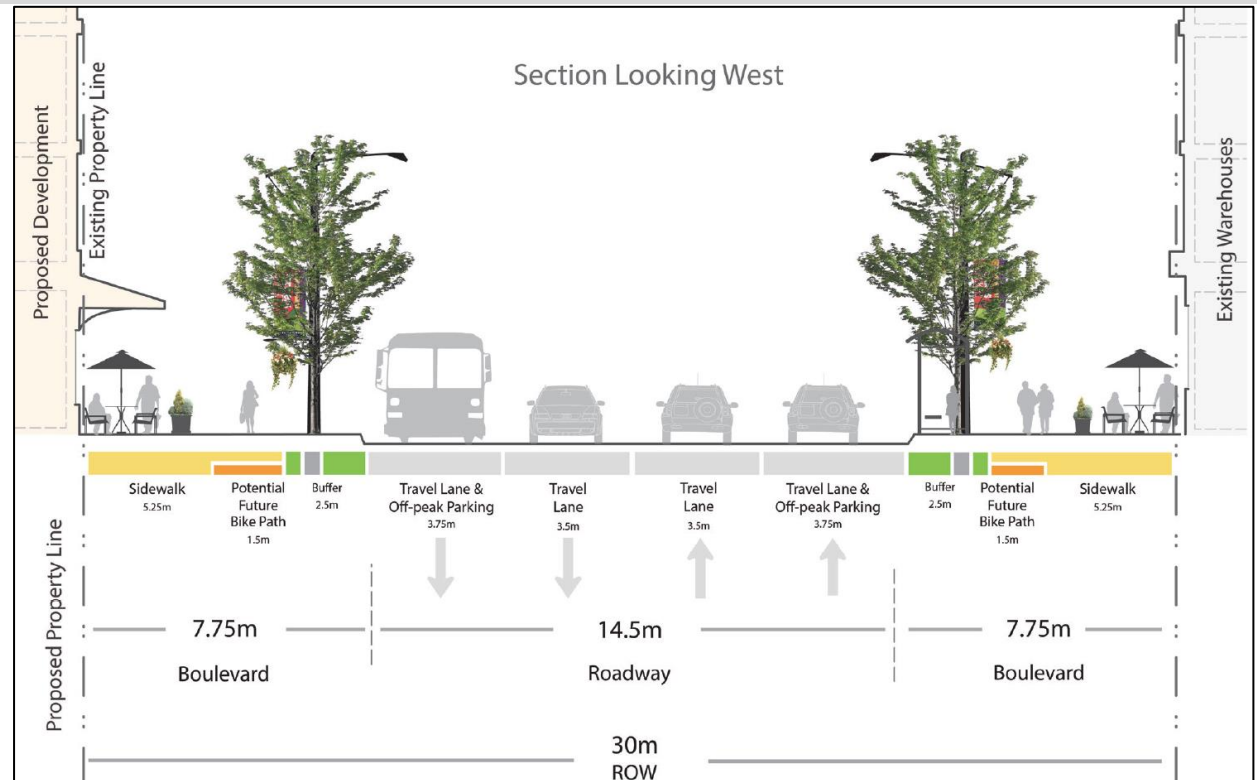 Section Looking West
Proposed Development
Existing Property Line
Existing Warehouses
Sidewalk
5.25m
Potential
Future
Bike Path
1.5m
Buffer
2.5m
Travel Lane &
Off-peak Parking
3.75m
Travel
Lane
3.5m
Travel
Lane
3.5m
Travel Lane &
Off-peak Parking
3.75m
Buffer
2.5m
Potential
Future
Bike Path
1.5m
Sidewalk
5.25m
Proposed Property Line
7.75m
Boulevard
14.5m
Roadway
7.75m
Boulevard
30m
ROW